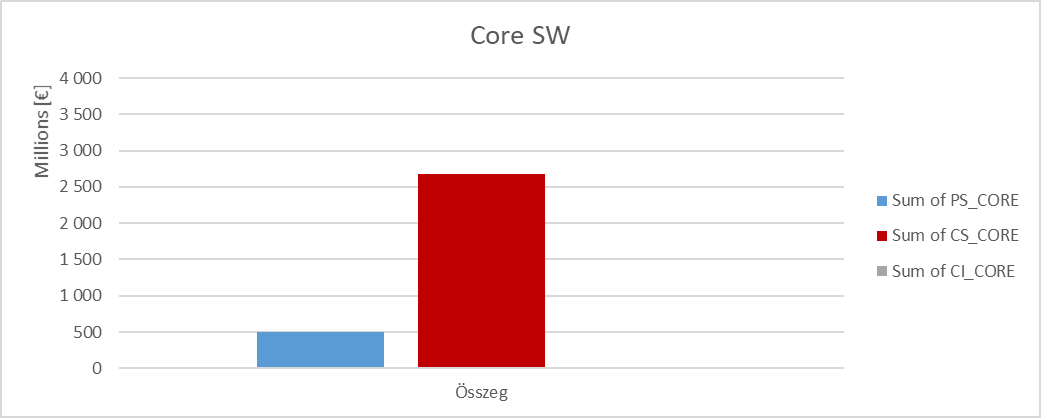 Core SW
Millions [€]
4 000
3 500
3 000
2 500
2 000
1 500
1 000
500
0
Összeg
Sum of PS_CORE
Sum of CS_CORE
Sum of CI_CORE